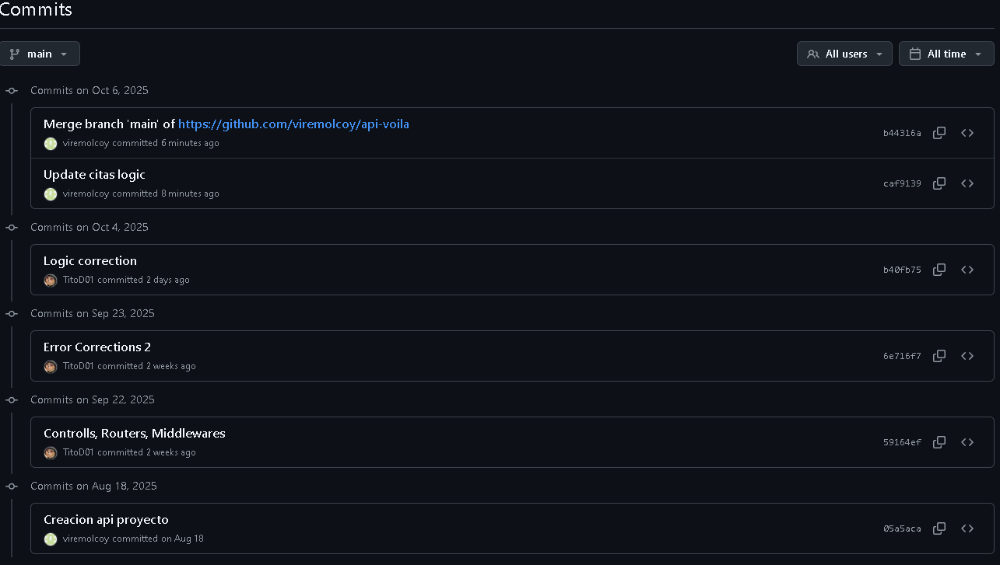 Commits
main
All users
All time
Commits on Oct 6, 2025
Merge branch 'main' of https://github.com/viremolcoy/api-voila
b44316a
viremolcoy committed 6 minutes ago
Update citas logic
caf9139
viremolcoy committed 8 minutes ago
Commits on Oct 4, 2025
Logic correction
b40fb75
TitoD01 committed 2 days ago
Commits on Sep 23, 2025
Error Corrections 2
6e716f7
TitoD01 committed 2 weeks ago
Commits on Sep 22, 2025
Controlls, Routers, Middlewares
59164ef
TitoD01 committed 2 weeks ago
Commits on Aug 18, 2025
Creacion api proyecto
05a5aca
viremolcoy committed on Aug 18